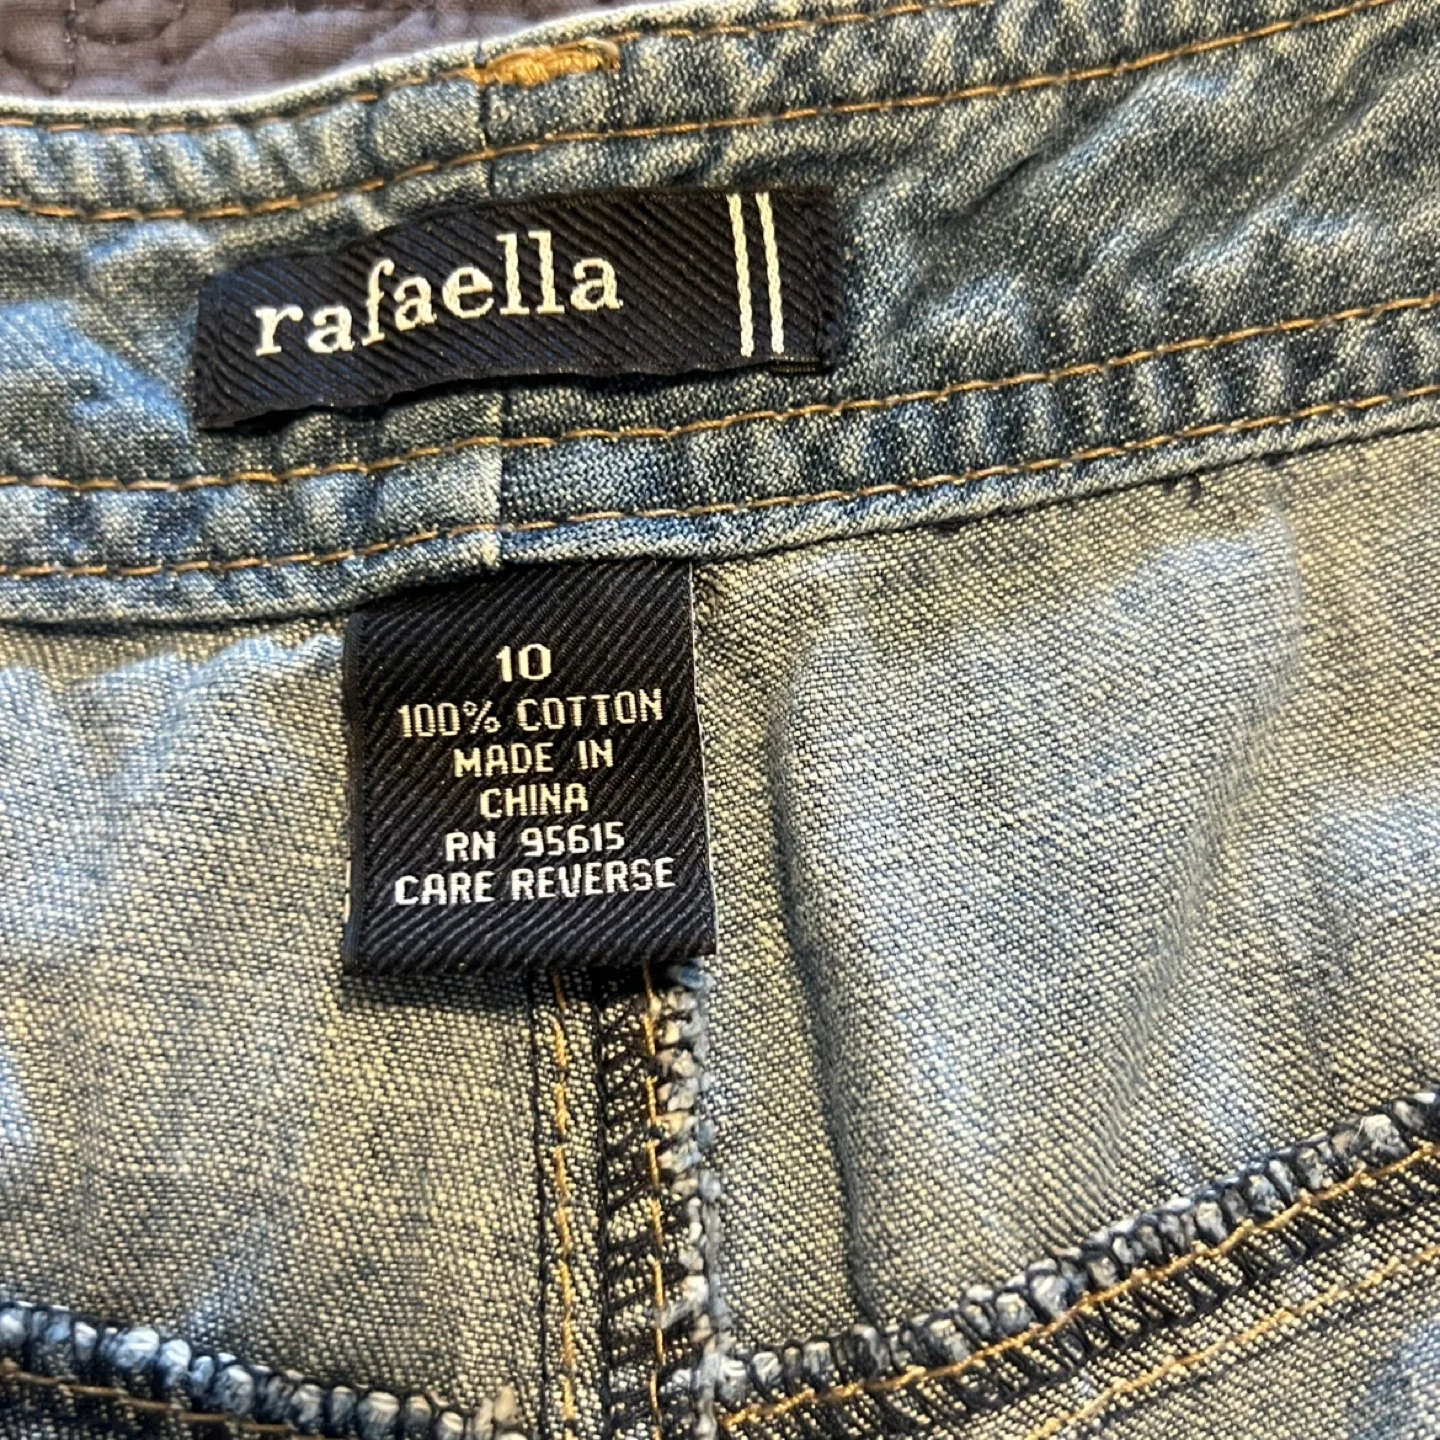 rafaella
10
100% COTTON
MADE IN
CHINA
RN 95615
CARE REVERSE